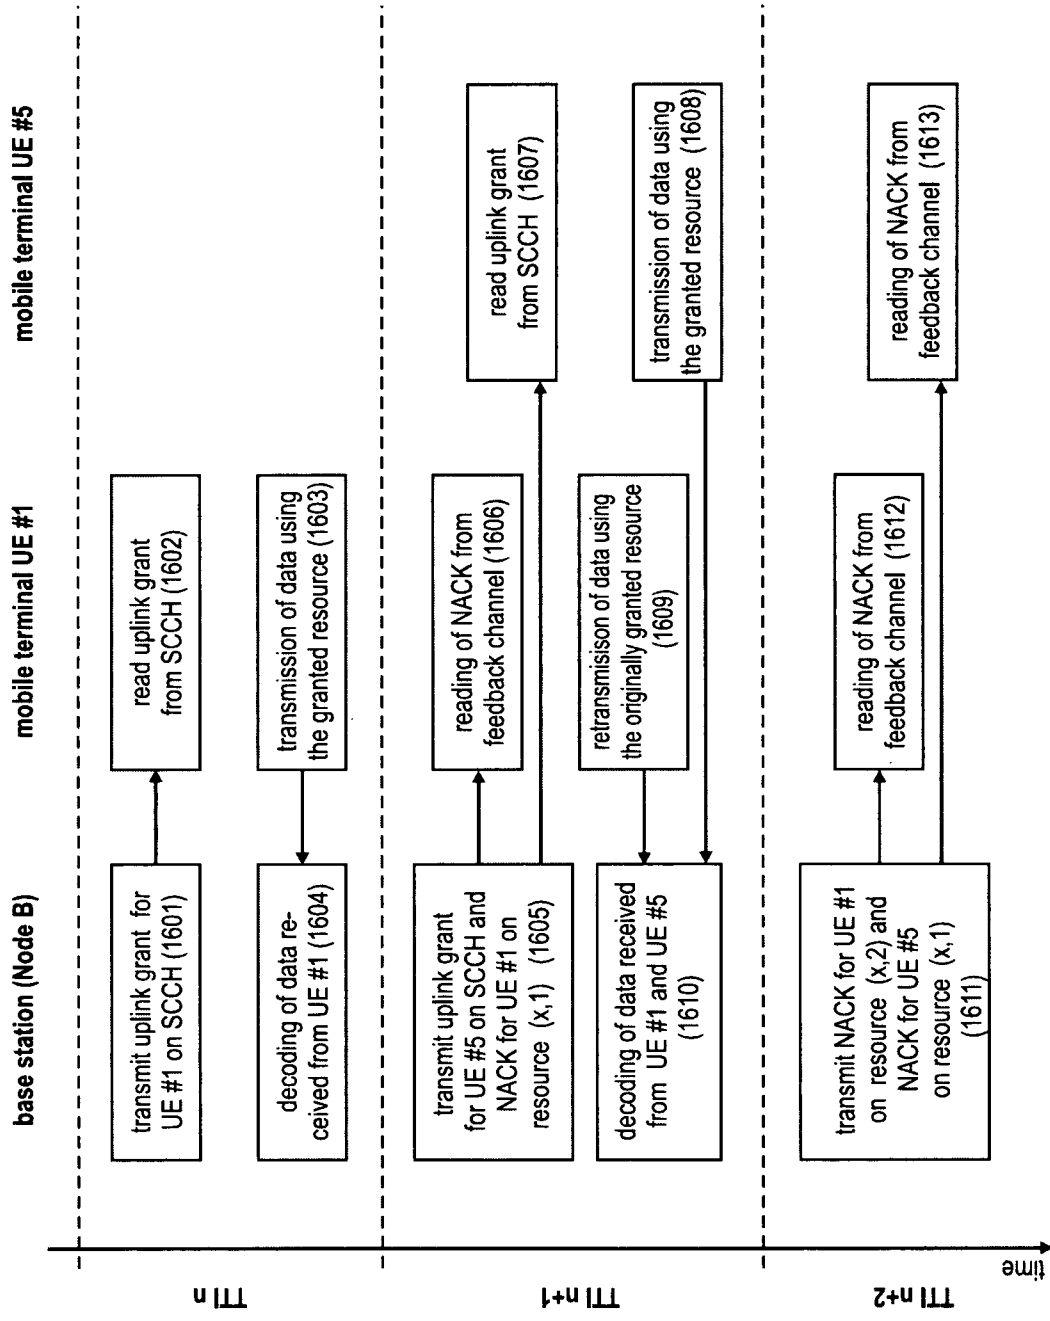 base station (Node B)
mobile terminal UE #1
mobile terminal UE #5
TTI n
transmit uplink grant for
UE #1 on SCCH (1601)
read uplink grant
from SCCH (1602)
decoding of data re-
ceived from UE #1 (1604)
transmission of data using
the granted resource (1603)
TTI n+1
transmit uplink grant
for UE #5 on SCCH and
NACK for UE #1 on
resource (x,1) (1605)
reading of NACK from
feedback channel (1606)
read uplink grant
from SCCH (1607)
decoding of data received
from UE #1 and UE #5
(1610)
retransmisison of data using
the originally granted resource
(1609)
transmission of data using
the granted resource (1608)
TTI n+2
transmit NACK for UE #1
on resource (x,2) and
NACK for UE #5
on resource (x,1)
(1611)
reading of NACK from
feedback channel (1612)
reading of NACK from
feedback channel (1613)
time